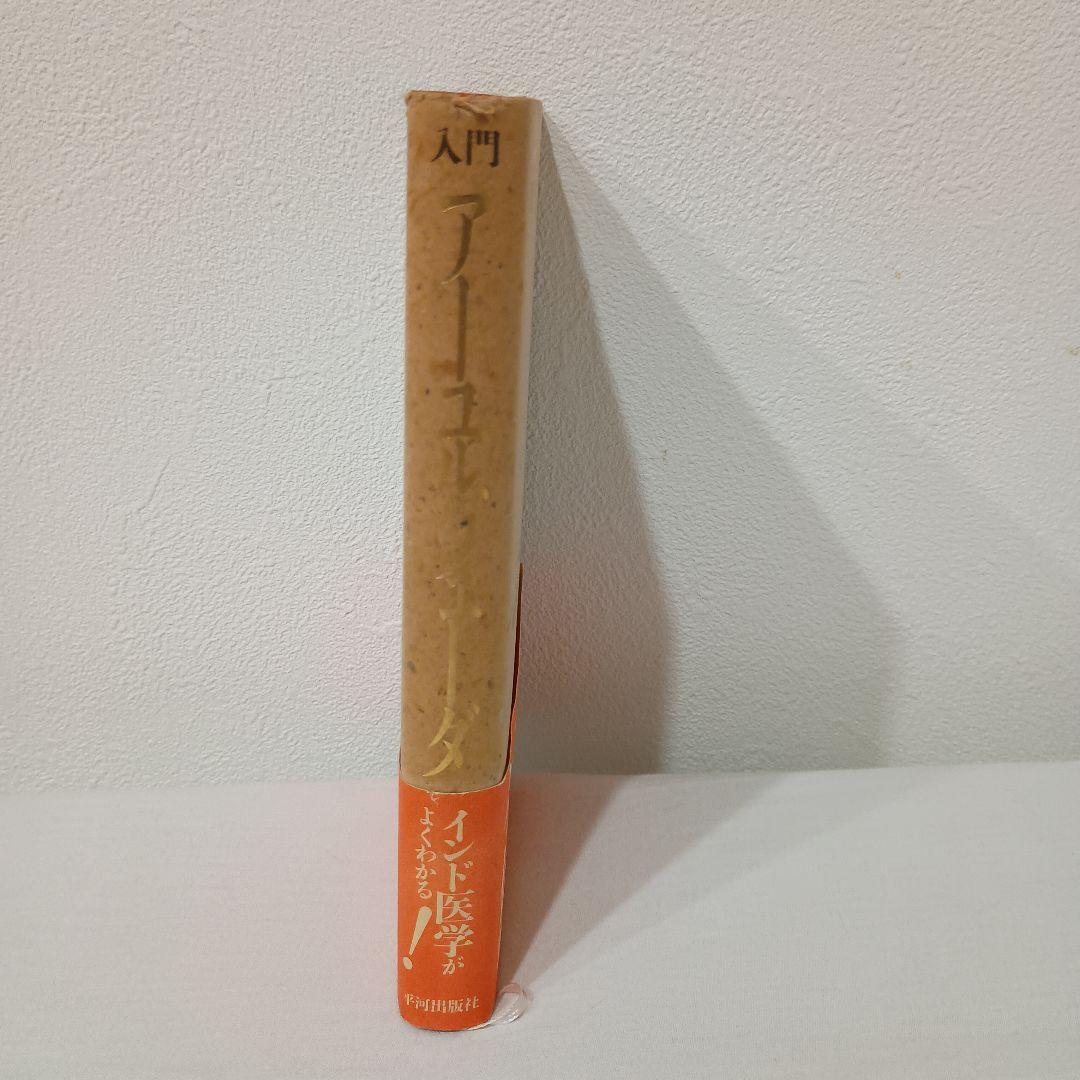 入門
アーユルヴェーダ
インド医学が
よくわかる!
平河出版社